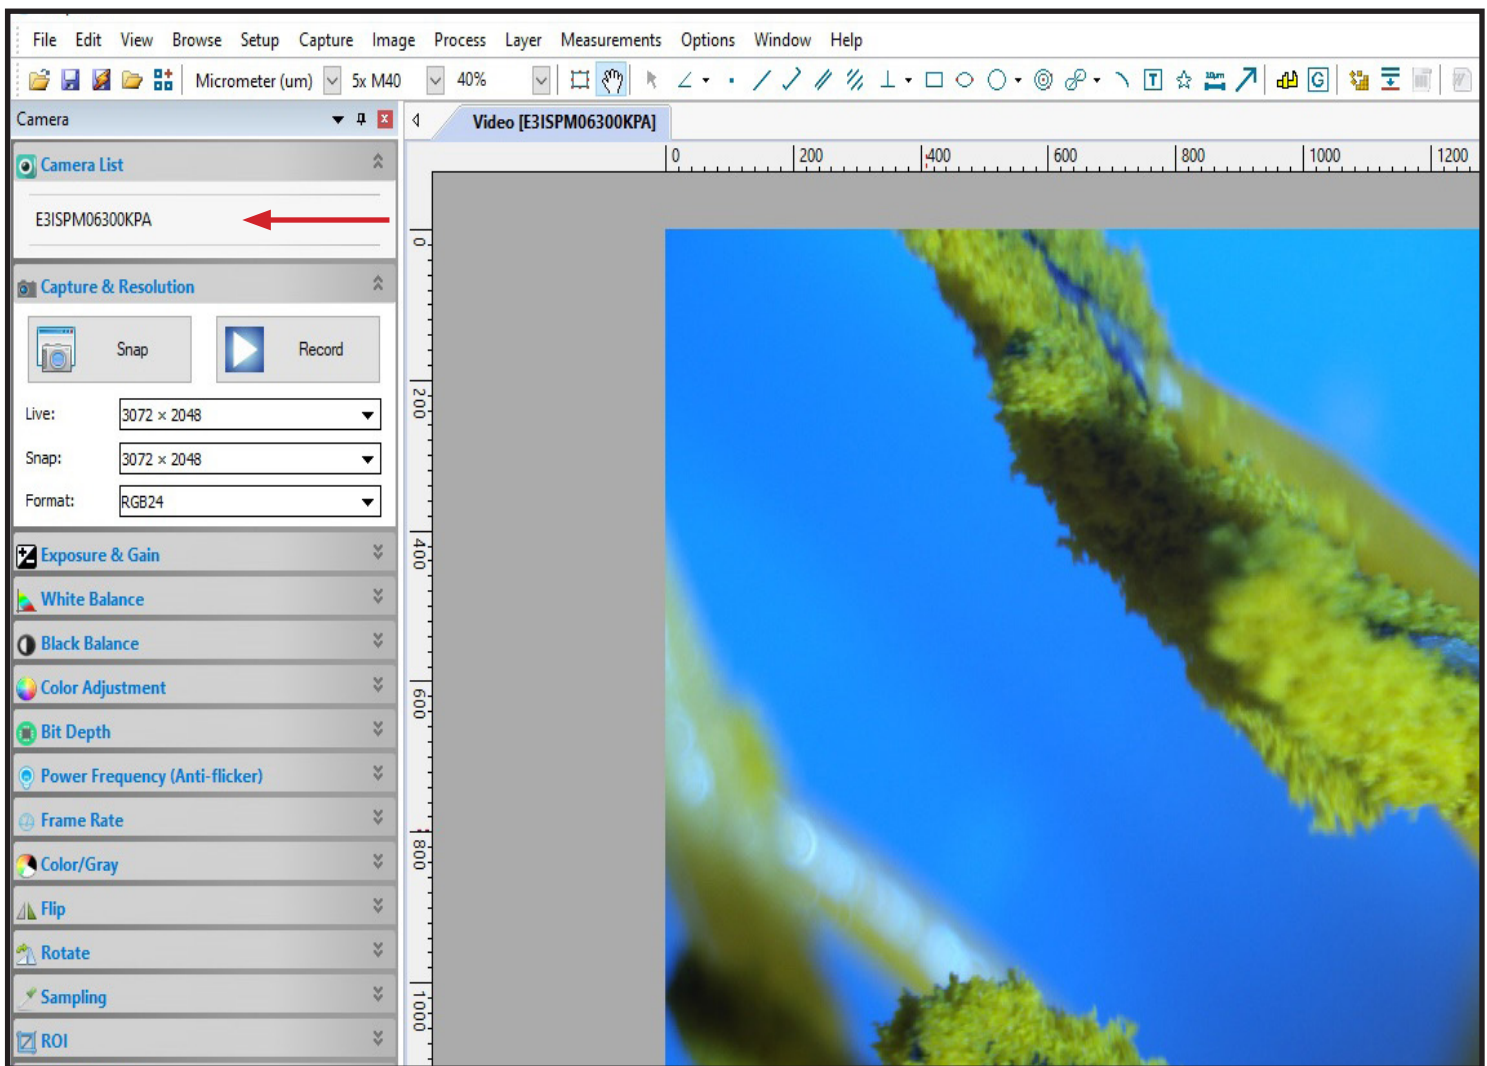 File Edit View Browse Setup Capture Image Process Layer Measurements Options Window Help
Micrometer (um) 5x M40 40%
Camera
Video [E3ISPM06300KPA]
0 200 400 600 800 1000 1200
Camera List
E3ISPM06300KPA
Capture & Resolution
Snap Record
Live: 3072 × 2048
Snap: 3072 × 2048
Format: RGB24
Exposure & Gain
White Balance
Black Balance
Color Adjustment
Bit Depth
Power Frequency (Anti-flicker)
Frame Rate
Color/Gray
Flip
Rotate
Sampling
ROI
0
200
400
600
800
1000